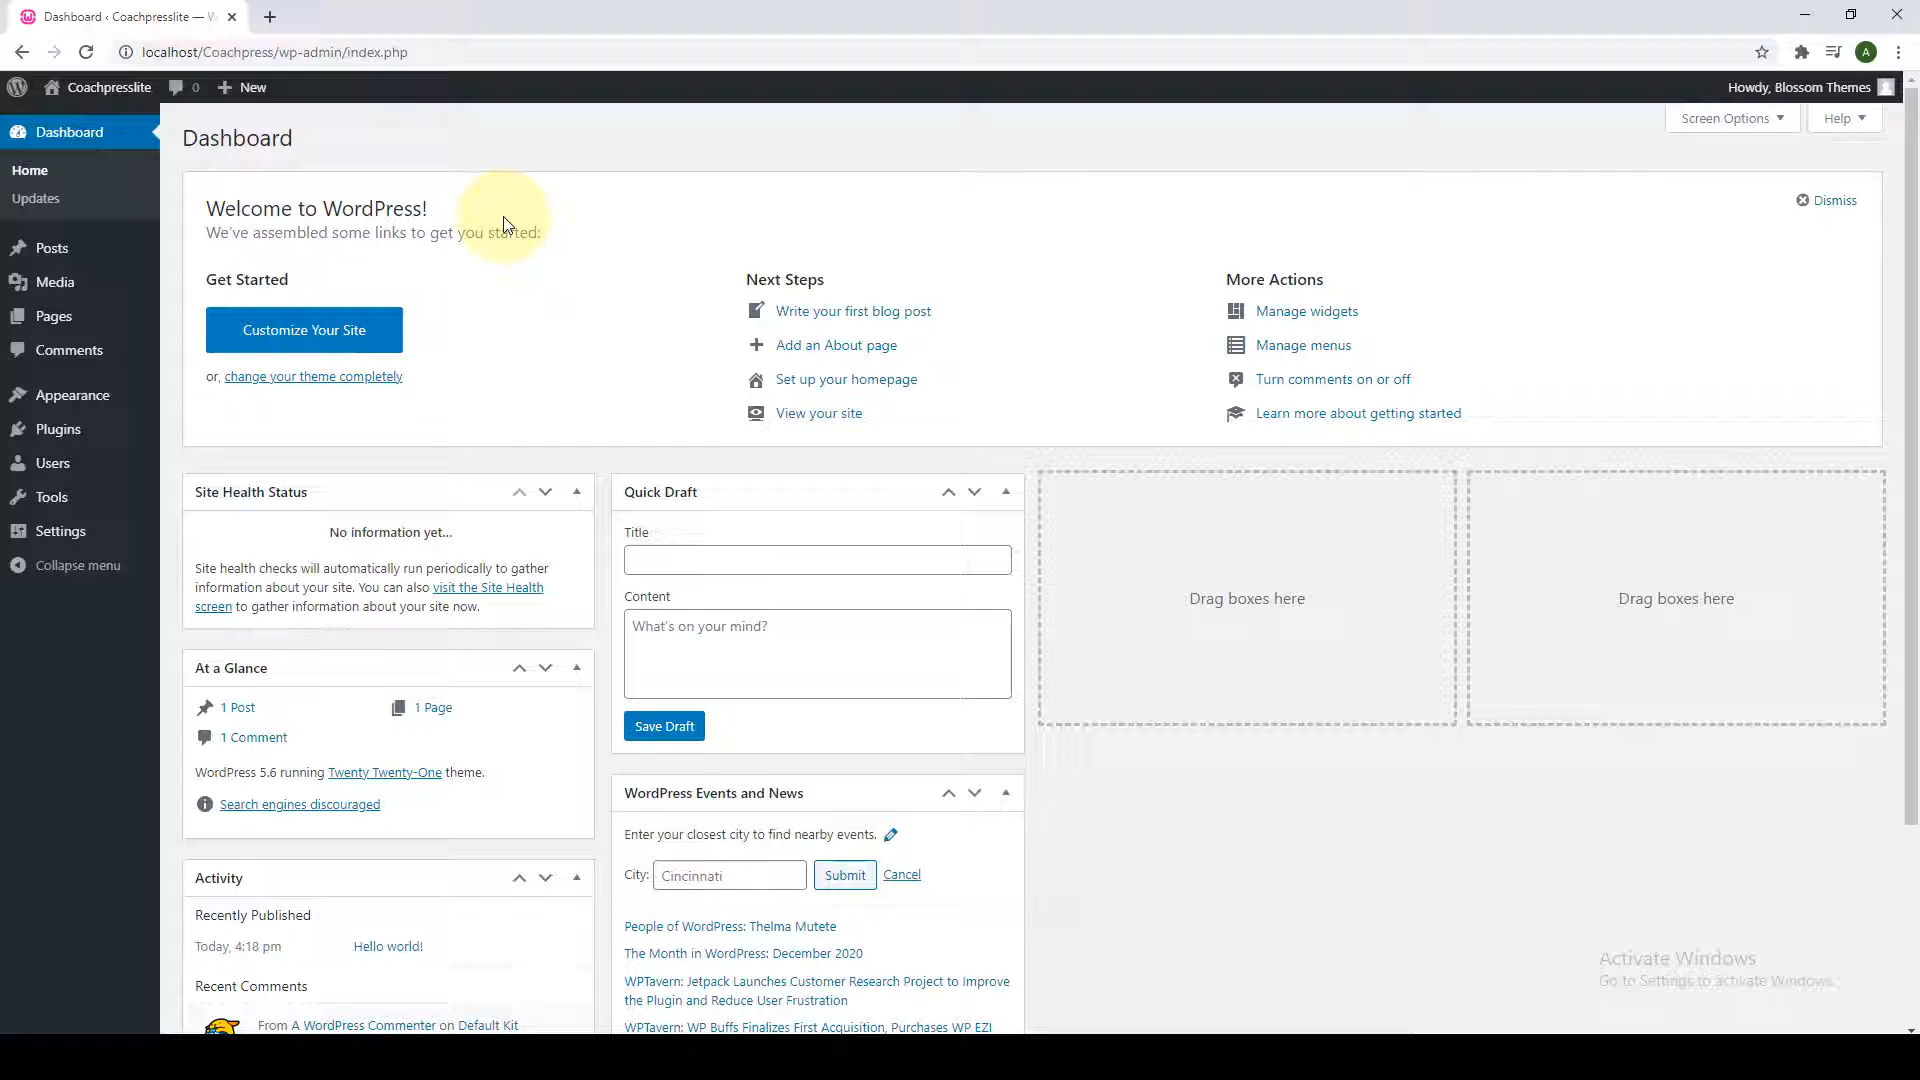 Dashboard ‹ Coachpresslite — W
localhost/Coachpress/wp-admin/index.php
A
Coachpresslite
0
New
Howdy, Blossom Themes
Dashboard
Home
Updates
Posts
Media
Pages
Comments
Appearance
Plugins
Users
Tools
Settings
Collapse menu
Screen Options
Help
Dashboard
Welcome to WordPress!
We've assembled some links to get you started:
Dismiss
Get Started
Customize Your Site
or, change your theme completely
Next Steps
Write your first blog post
Add an About page
Set up your homepage
View your site
More Actions
Manage widgets
Manage menus
Turn comments on or off
Learn more about getting started
Site Health Status
No information yet...
Site health checks will automatically run periodically to gather
information about your site. You can also visit the Site Health
screen to gather information about your site now.
At a Glance
1 Post
1 Page
1 Comment
WordPress 5.6 running Twenty Twenty-One theme.
Search engines discouraged
Activity
Recently Published
Today, 4:18 pm
Hello world!
Recent Comments
From A WordPress Commenter on Default Kit
Quick Draft
Title
Content
What's on your mind?
Save Draft
WordPress Events and News
Enter your closest city to find nearby events.
City:
Cincinnati
Submit
Cancel
People of WordPress: Thelma Mutete
The Month in WordPress: December 2020
WPTavern: Jetpack Launches Customer Research Project to Improve
the Plugin and Reduce User Frustration
WPTavern: WP Buffs Finalizes First Acquisition, Purchases WP EZI
Drag boxes here
Drag boxes here
Activate Windows
Go to Settings to activate Windows.